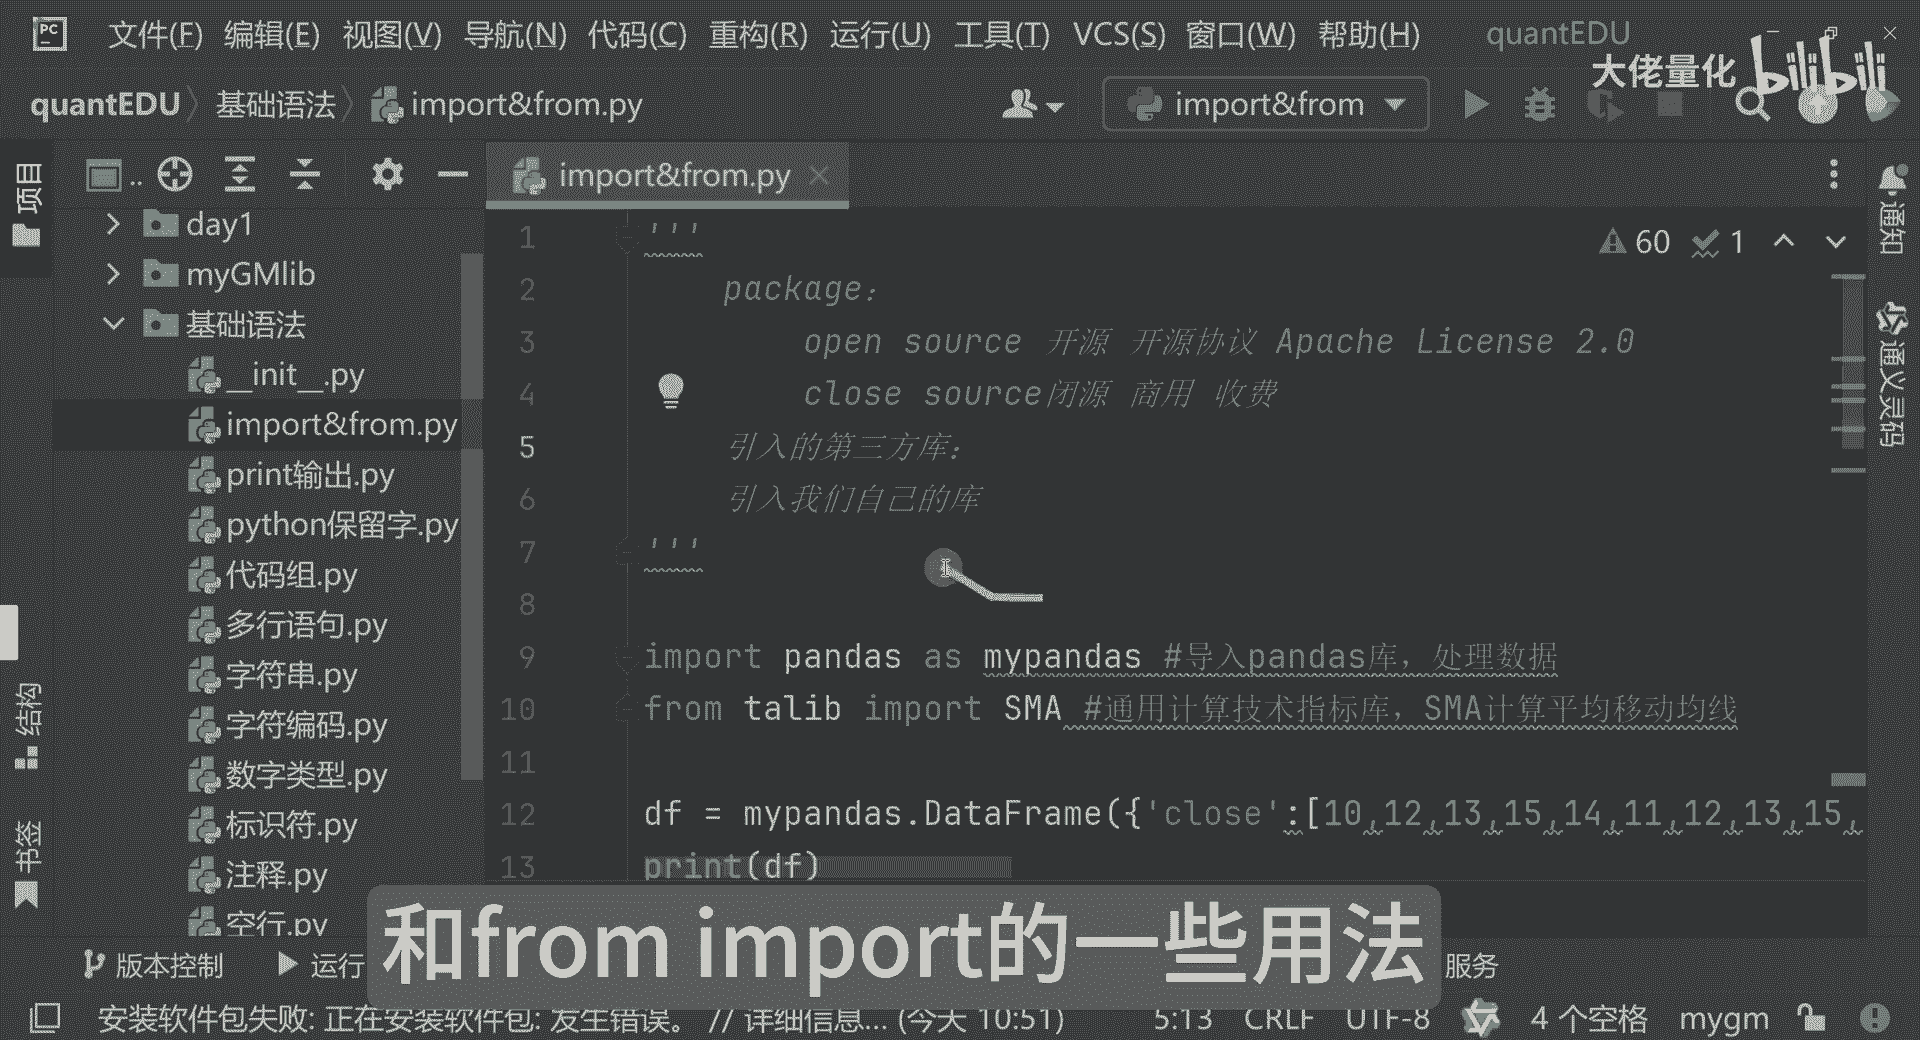 PC 文件(F) 编辑(E) 视图(V) 导航(N) 代码(C) 重构(R) 运行(U) 工具(T) VCS(S) 窗口(W) 帮助(H) quantEDU
大佬量化 bilibili
quantEDU 基础语法 import&from.py import&from
项目
import&from.py
day1
myGMlib
基础语法
__init__.py
import&from.py
print输出.py
python保留字.py
代码组.py
多行语句.py
字符串.py
字符编码.py
数字类型.py
标识符.py
注释.py
空行.py
结构
书签
60 1
1 '''
2 package:
3 open source 开源 开源协议 Apache License 2.0
4 close source闭源 商用 收费
5 引入的第三方库:
6 引入我们自己的库
7 '''
8
9 import pandas as mypandas #导入pandas库，处理数据
10 from talib import SMA #通用计算技术指标库，SMA计算平均移动均线
11
12 df = mypandas.DataFrame({'close':[10,12,13,15,14,11,12,13,15,
13 print(df)
通知
通义灵码
和from import的一些用法
版本控制 运行 服务
安装软件包失败: 正在安装软件包: 发生错误。 // 详细信息... (今天 10:51) 5:13 CRLF UTF-8 4 个空格 mygm